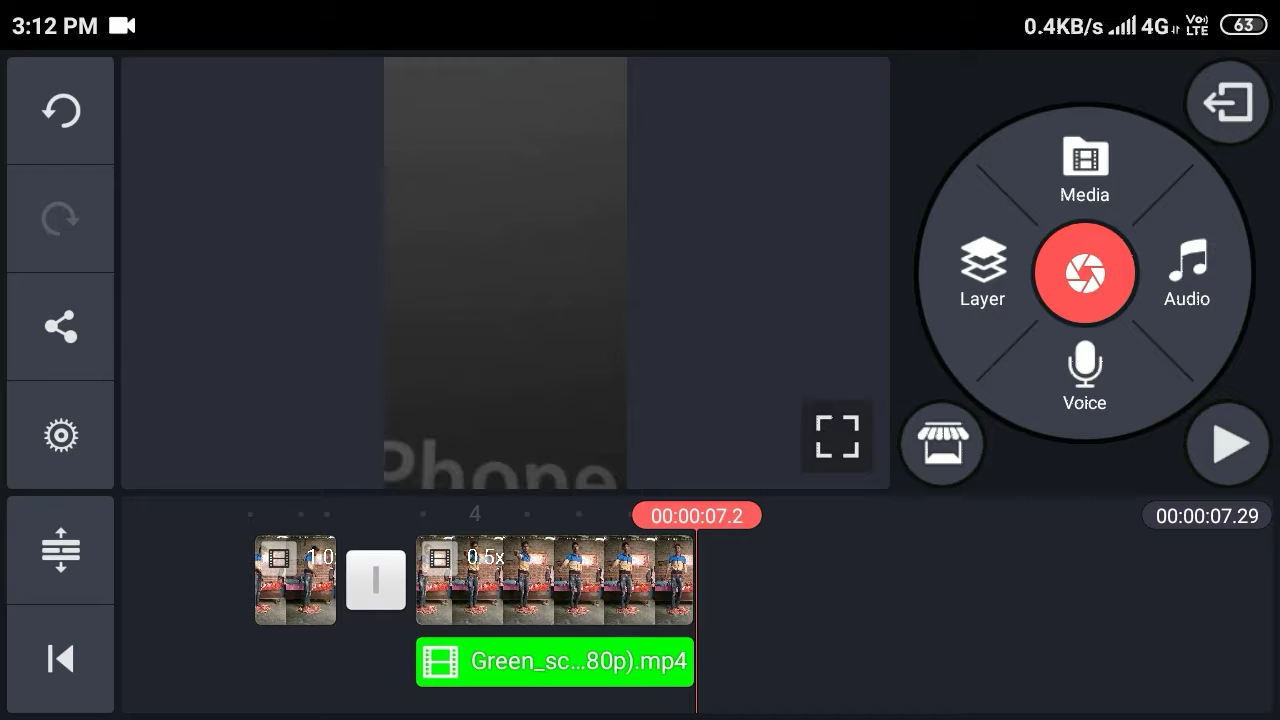 3:12 PM
0.4KB/s 4G Vo) LTE 63
Media
Layer
Audio
Voice
Phone
4
00:00:07.2
00:00:07.29
1.0
0.5x
Green_sc...80p).mp4